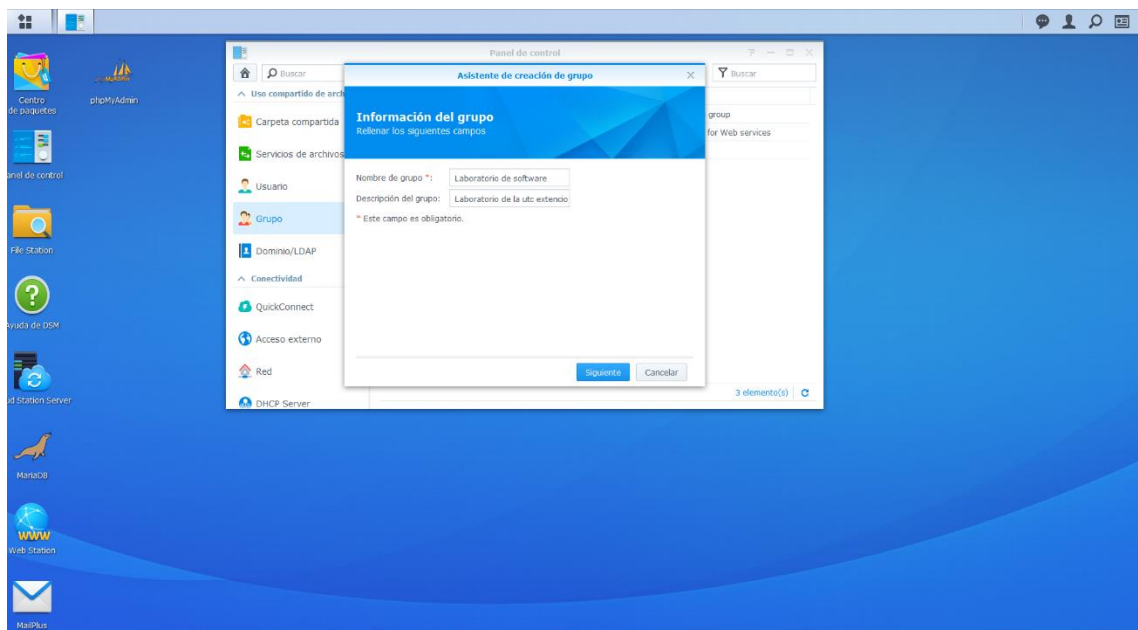 Centro
de paquetes
phpMyAdmin
anel de control
File Station
Ayuda de DSM
ud Station Server
MariaDB
WWW
Web Station
MailPlus
Panel de control
Buscar
Buscar
Uso compartido de arch
Carpeta compartida
Servicios de archivos
Usuario
Grupo
Dominio/LDAP
Conectividad
QuickConnect
Acceso externo
Red
DHCP Server
group
for Web services
3 elemento(s)
Asistente de creación de grupo
Información del grupo
Rellenar los siguientes campos
Nombre de grupo *: Laboratorio de software
Descripción del grupo: Laboratorio de la utc extencio
* Este campo es obligatorio.
Siguiente Cancelar